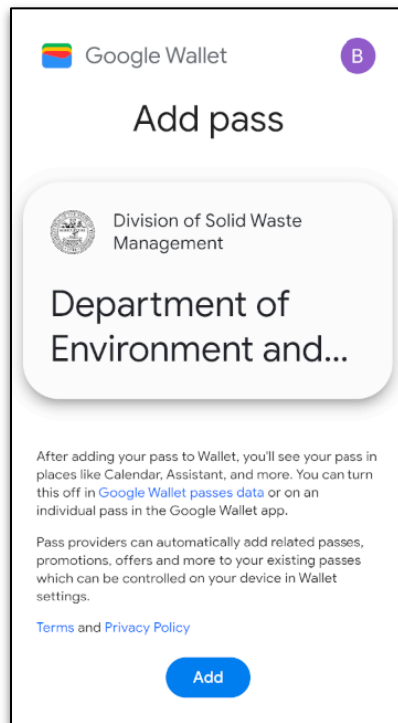 Google Wallet
B
Add pass
Division of Solid Waste
Management
Department of
Environment and...
After adding your pass to Wallet, you'll see your pass in
places like Calendar, Assistant, and more. You can turn
this off in Google Wallet passes data or on an
individual pass in the Google Wallet app.
Pass providers can automatically add related passes,
promotions, offers and more to your existing passes
which can be controlled on your device in Wallet
settings.
Terms and Privacy Policy
Add